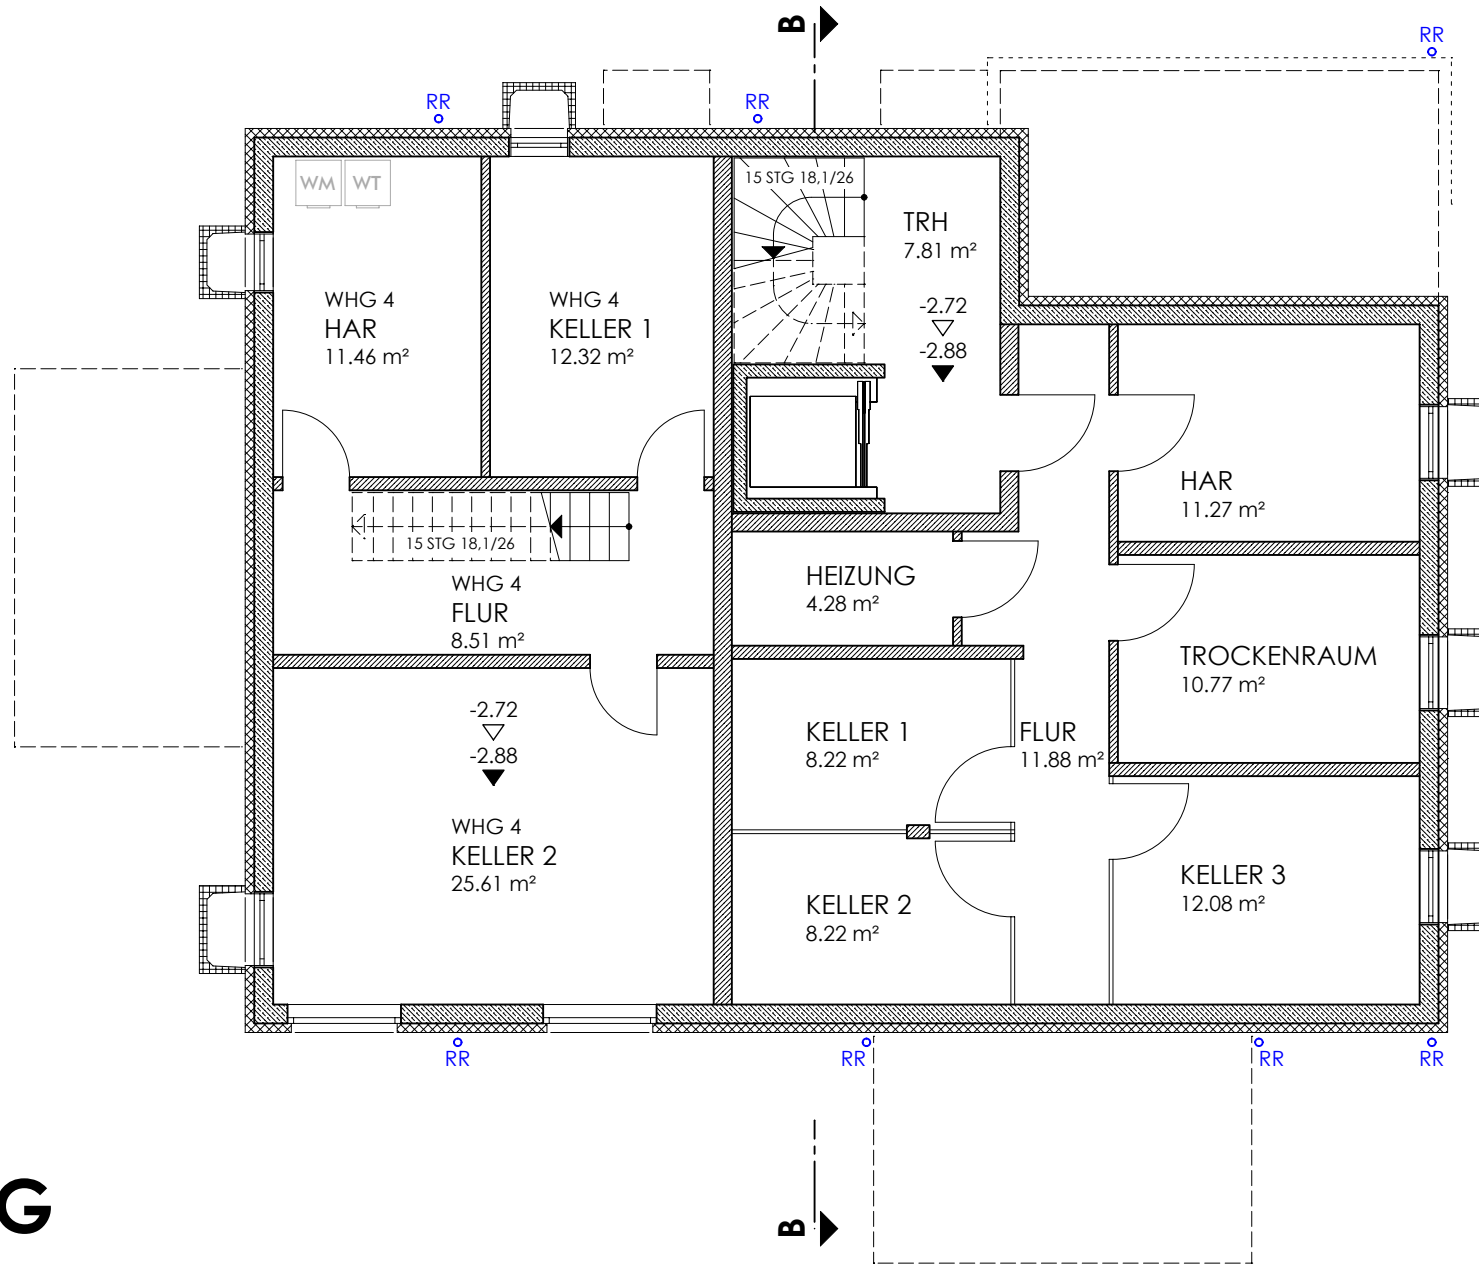 B
RR
RR
RR
WM WT
15 STG 18,1/26
TRH
7.81 m²
WHG 4
HAR
11.46 m²
WHG 4
KELLER 1
12.32 m²
-2.72
-2.88
HAR
11.27 m²
15 STG 18,1/26
WHG 4
FLUR
8.51 m²
HEIZUNG
4.28 m²
TROCKENRAUM
10.77 m²
-2.72
-2.88
KELLER 1
8.22 m²
FLUR
11.88 m²
WHG 4
KELLER 2
25.61 m²
KELLER 2
8.22 m²
KELLER 3
12.08 m²
RR
RR
RR
RR
G
B